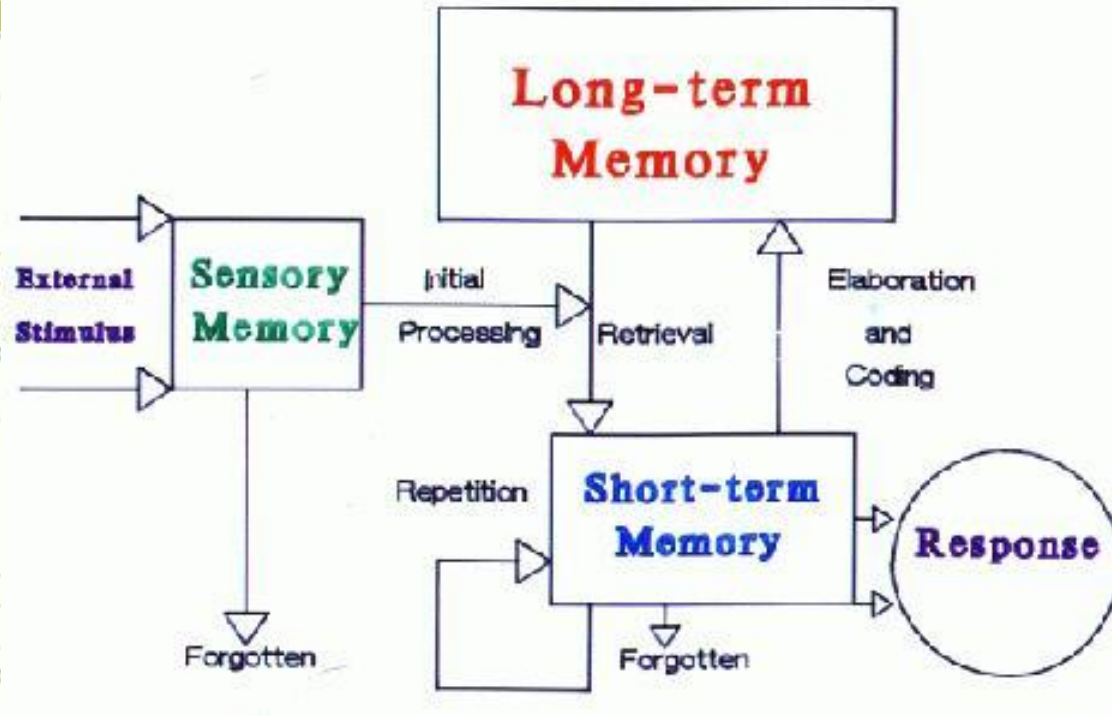 Long-term
Memory
External
Stimulus
Sensory
Memory
Initial
Processing
Retrieval
Elaboration
and
Coding
Repetition
Short-term
Memory
Response
Forgotten
Forgotten